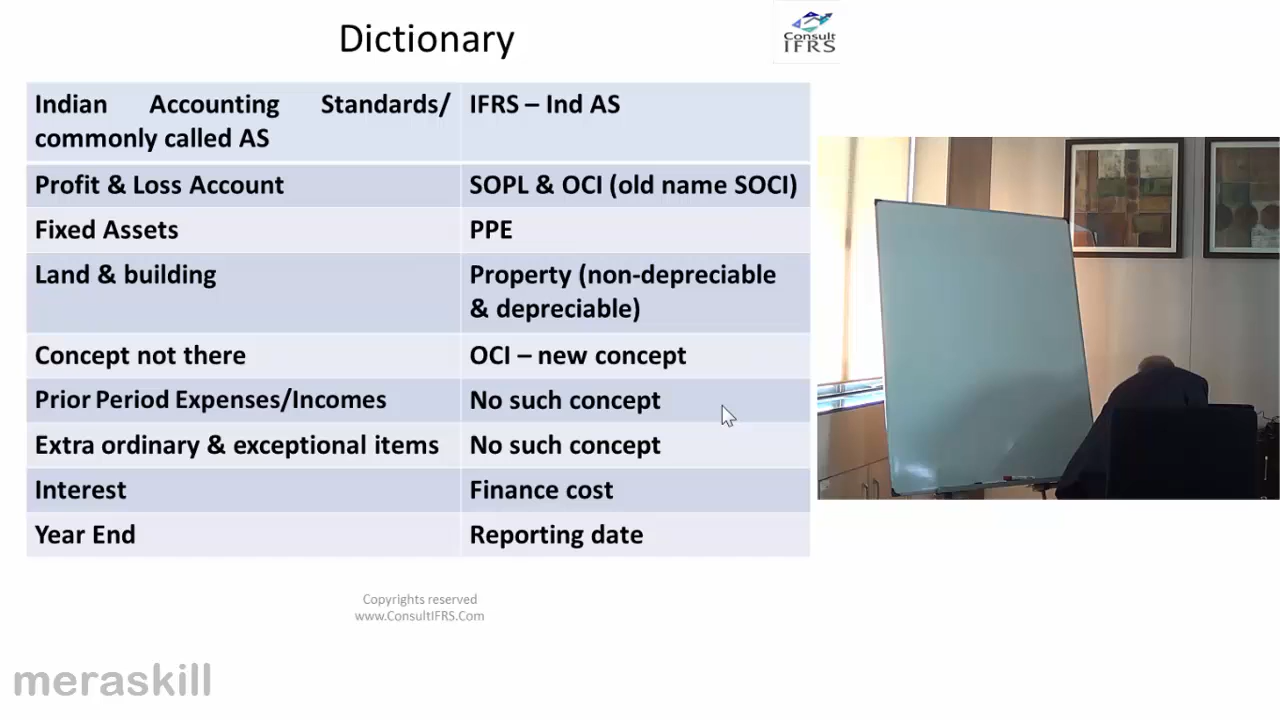 Dictionary
Consult
IFRS
Indian Accounting Standards/
commonly called AS
IFRS – Ind AS
Profit & Loss Account
SOPL & OCI (old name SOCI)
Fixed Assets
PPE
Land & building
Property (non-depreciable
& depreciable)
Concept not there
OCI – new concept
Prior Period Expenses/Incomes
No such concept
Extra ordinary & exceptional items
No such concept
Interest
Finance cost
Year End
Reporting date
Copyrights reserved
www.ConsultIFRS.Com
meraskill